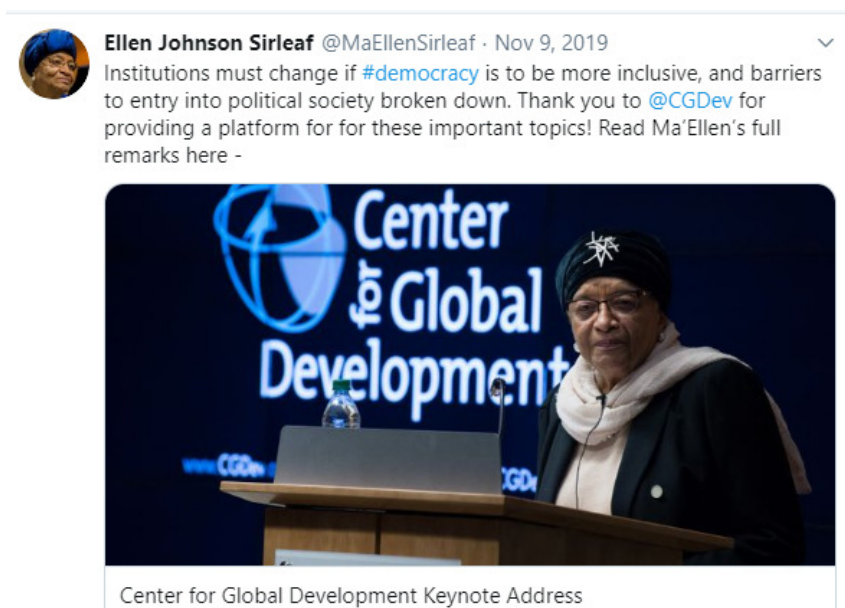 Ellen Johnson Sirleaf @MaEllenSirleaf · Nov 9, 2019
Institutions must change if #democracy is to be more inclusive, and barriers
to entry into political society broken down. Thank you to @CGDev for
providing a platform for for these important topics! Read Ma'Ellen's full
remarks here -
Center
for Global
Development
www.CGDev
CGDe
Center for Global Development Keynote Address